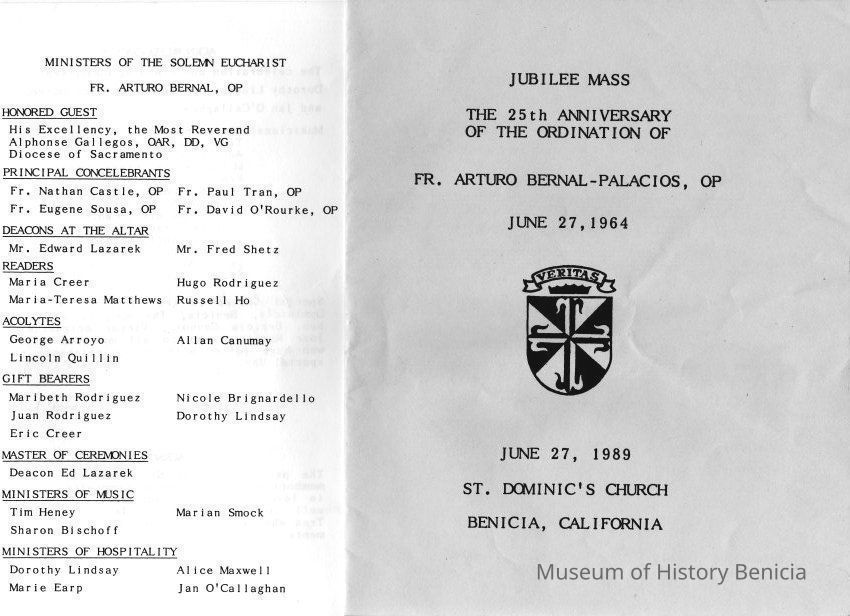 MINISTERS OF THE SOLEMN EUCHARIST
FR. ARTURO BERNAL, OP
HONORED GUEST
His Excellency, the Most Reverend
Alphonse Gallegos, OAR, DD, VG
Diocese of Sacramento
PRINCIPAL CONCELEBRANTS
Fr. Nathan Castle, OP Fr. Paul Tran, OP
Fr. Eugene Sousa, OP Fr. David O'Rourke, OP
DEACONS AT THE ALTAR
Mr. Edward Lazarek Mr. Fred Shetz
READERS
Maria Creer Hugo Rodriguez
Maria-Teresa Matthews Russell Ho
ACOLYTES
George Arroyo Allan Canumay
Lincoln Quillin
GIFT BEARERS
Maribeth Rodriguez Nicole Brignardello
Juan Rodriguez Dorothy Lindsay
Eric Creer
MASTER OF CEREMONIES
Deacon Ed Lazarek
MINISTERS OF MUSIC
Tim Heney Marian Smock
Sharon Bischoff
MINISTERS OF HOSPITALITY
Dorothy Lindsay Alice Maxwell
Marie Earp Jan O'Callaghan
JUBILEE MASS
THE 25th ANNIVERSARY
OF THE ORDINATION OF
FR. ARTURO BERNAL-PALACIOS, OP
JUNE 27,1964
VERITAS
JUNE 27, 1989
ST. DOMINIC'S CHURCH
BENICIA, CALIFORNIA
Museum of History Benicia